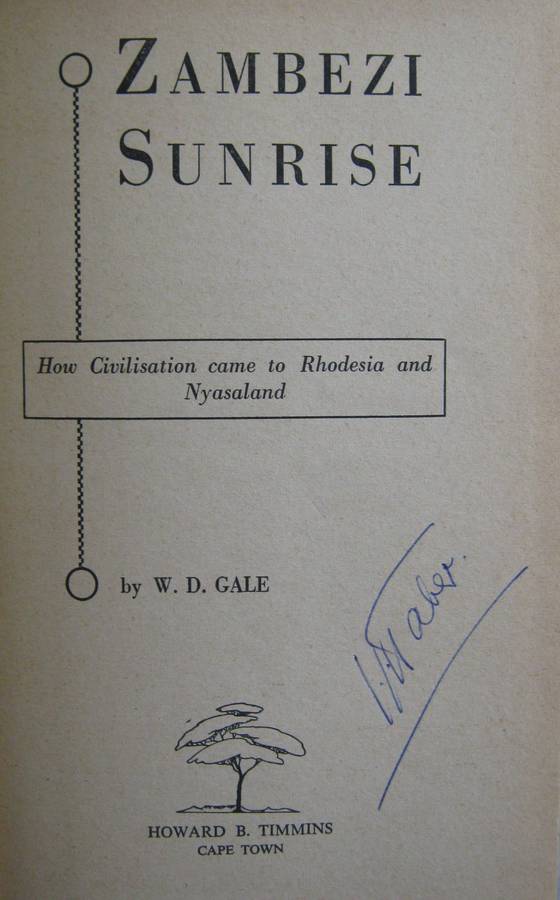 ZAMBEZI
SUNRISE
How Civilisation came to Rhodesia and
Nyasaland
by W. D. GALE
HOWARD B. TIMMINS
CAPE TOWN